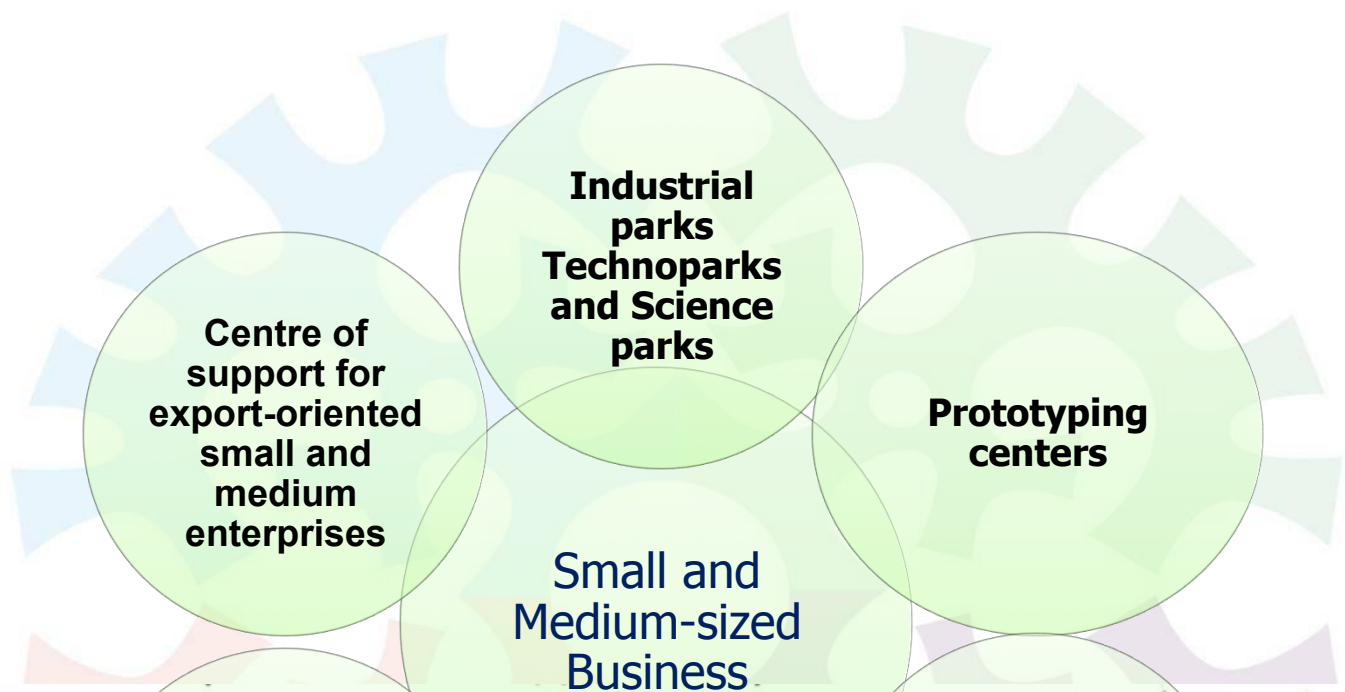 Industrial
parks
Technoparks
and Science
parks
Centre of
support for
export-oriented
small and
medium
enterprises
Prototyping
centers
Small and
Medium-sized
Business